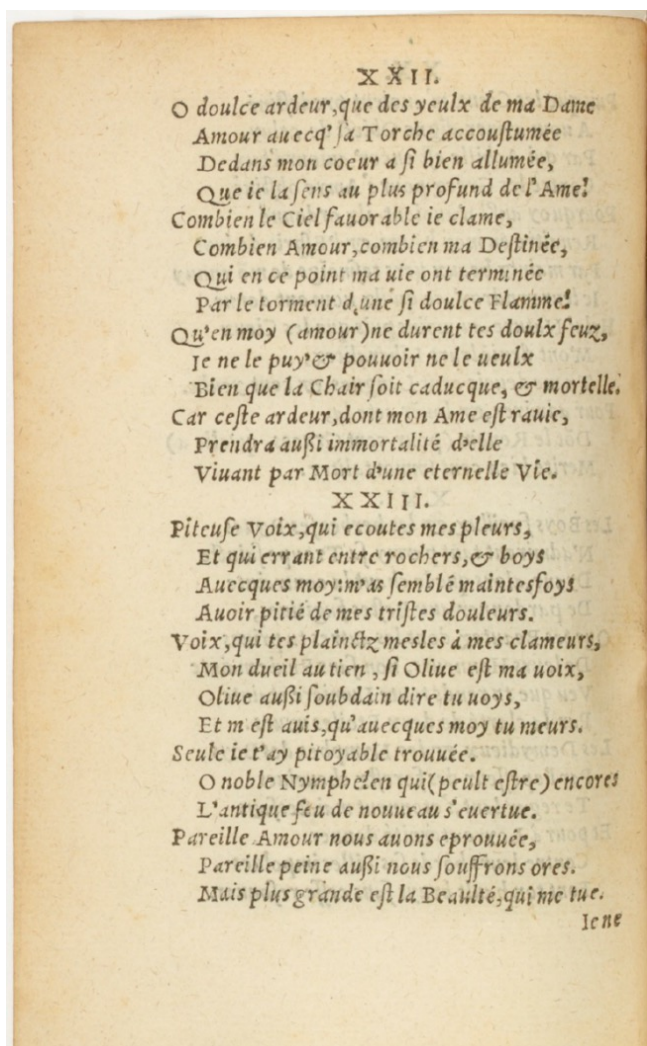 XXII.
O doulce ardeur, que des yeulx de ma Dame
Amour auecq' sa Torche accoustumée
Dedans mon coeur a si bien allumée,
Que ie la sens au plus profund de l'Ame!
Combien le Ciel fauorable ie clame,
Combien Amour, combien ma Destinée,
Qui en ce point ma uie ont terminée
Par le torment d'une si doulce Flamme!
Qu'en moy (amour) ne durent tes doulx feuz,
Ie ne le puy' & pouuoir ne le ueulx
Bien que la Chair soit caducque, & mortelle.
Car ceste ardeur, dont mon Ame est rauie,
Prendra außi immortalité d'elle
Viuant par Mort d'une eternelle Vie.
XXIII.
Piteuse Voix, qui ecoutes mes pleurs,
Et qui errant entre rochers, & boys
Auecques moy: m'as semblé maintesfoys
Auoir pitié de mes tristes douleurs.
Voix, qui tes plainctz mesles à mes clameurs,
Mon dueil au tien, si Oliue est ma uoix,
Oliue außi soubdain dire tu uoys,
Et m est auis, qu'auecques moy tu meurs.
Seule ie t'ay pitoyable trouuée.
O noble Nymphe! en qui (peult estre) encores
L'antique feu de nouueau s'euertue.
Pareille Amour nous auons eprouuée,
Pareille peine außi nous souffrons ores.
Mais plus grande est la Beaulté, qui me tue.
Ie ne